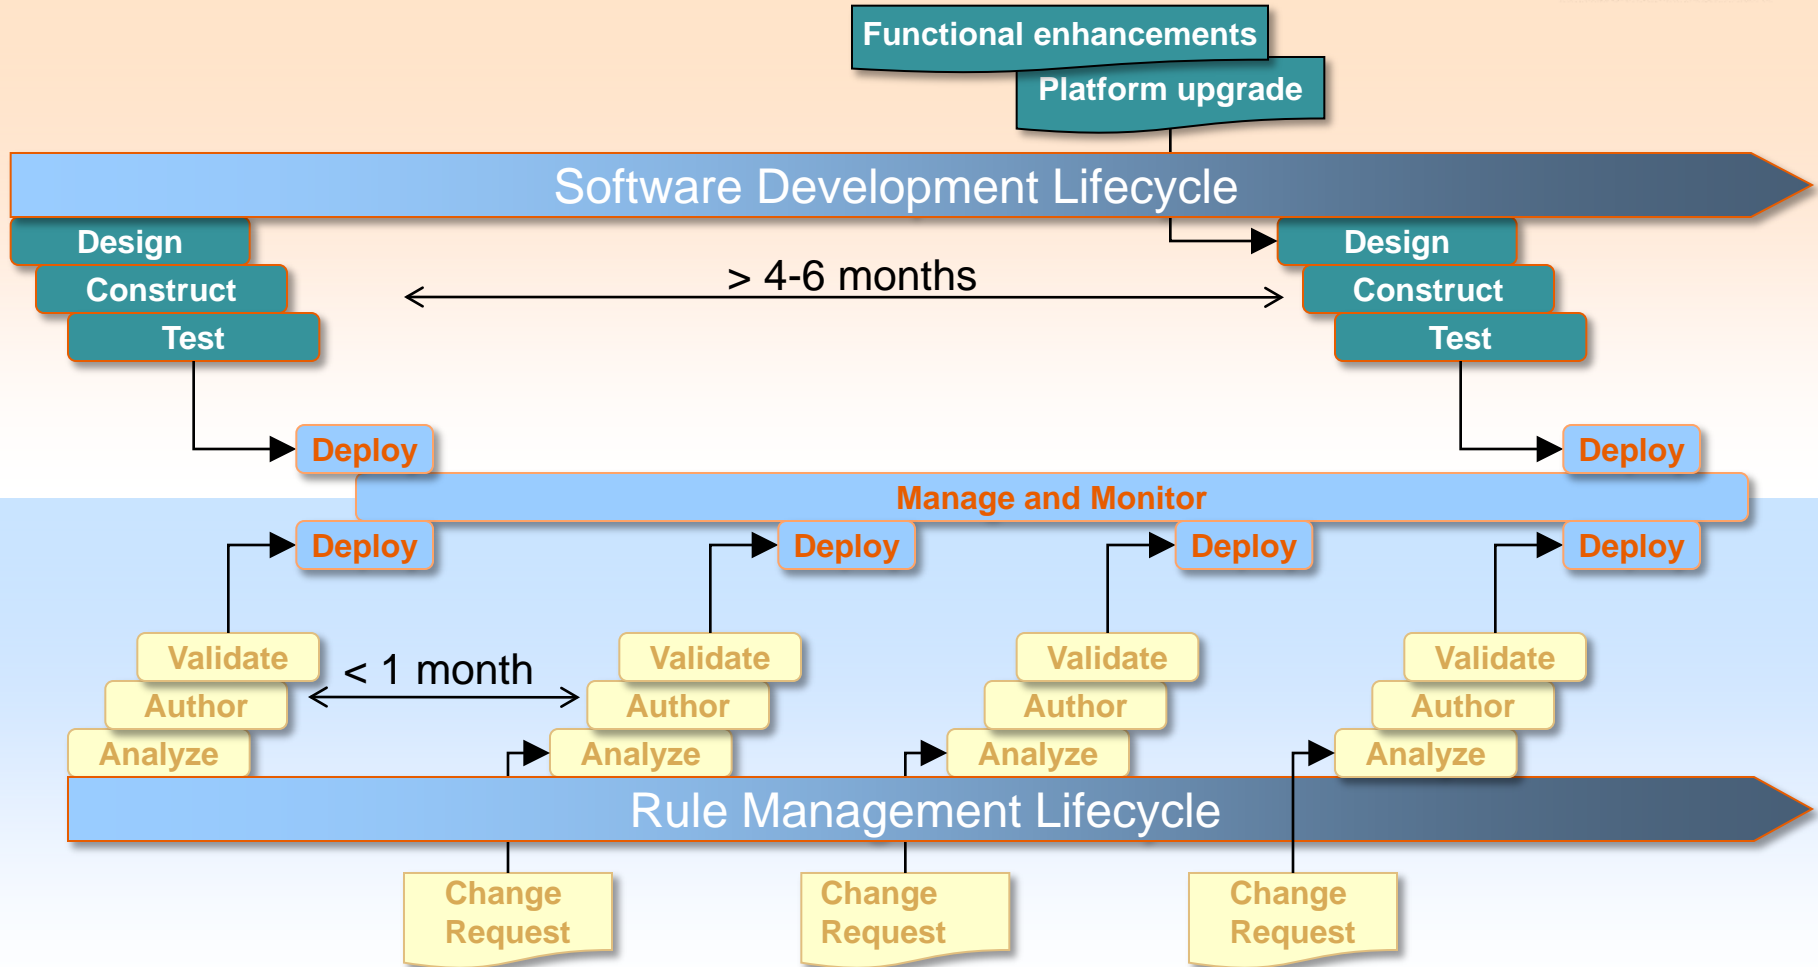 Functional enhancements
Platform upgrade
Software Development Lifecycle
Design
Design
Construct
> 4-6 months
Construct
Test
Test
Deploy
Deploy
Manage and Monitor
Deploy
Deploy
Deploy
Deploy
Validate
< 1 month
Validate
Validate
Validate
Author
Author
Author
Author
Analyze
Analyze
Analyze
Analyze
Rule Management Lifecycle
Change
Request
Change
Request
Change
Request